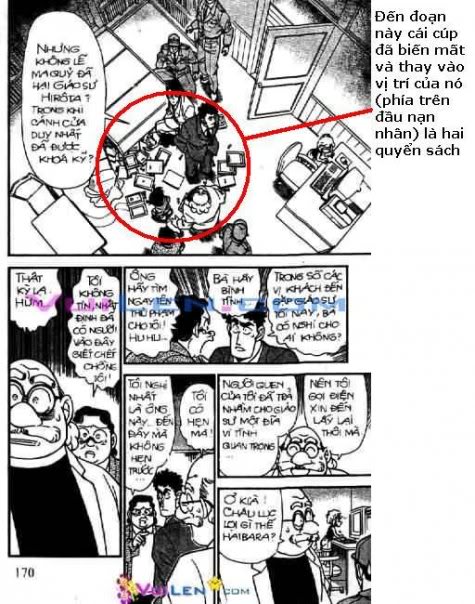 NHƯNG
KHÔNG LẼ
MA QUỶ ĐÃ
HẠI GIÁO SƯ
HIROTA?
TRONG KHI
CÁNH CỬA
DUY NHẤT
ĐÃ ĐƯỢC
KHOÁ KỸ?
Đến đoạn
này cái cúp
đã biến mất
và thay vào
vị trí của nó
(phía trên
đầu nạn
nhân) là hai
quyển sách
THẬT
KỲ LẠ.
HỪM..
TÔI
KHÔNG
TIN, NHẤT
ĐỊNH ĐÃ
CÓ NGƯỜI
VÀO ĐÂY
GIẾT CHẾT
CHỒNG
TÔI!
ÔNG
HÃY TÌM
NGAY TÊN
THỦ PHẠM
CHO TÔI!
HU HU...
BÀ HÃY
BÌNH
TĨNH!
TRONG SỐ CÁC
VỊ KHÁCH ĐẾN
GẶP GIÁO SƯ
TỐI NAY, BÀ
CÓ NGHI CHO
AI KHÔNG?
TÔI NGHI
NHẤT
LÀ ÔNG
NÀY... ĐẾN
ĐÂY MÀ
KHÔNG
HẸN
TRƯỚC...
TÔI
CÓ
HẸN
MÀ!
NGƯỜI QUEN
CỦA TÔI ĐÃ TRẢ
NHẦM CHO GIÁO
SƯ MỘT ĐĨA
VI TÍNH
QUAN TRỌNG...
NÊN TÔI
GỌI ĐIỆN
XIN ĐẾN
LẤY LẠI
THÔI MÀ.
Ơ KÌA!
CHÁU LỤC
LỌI GÌ THẾ
HAIBARA?
170
VUILEN.COM
VUILEN.COM